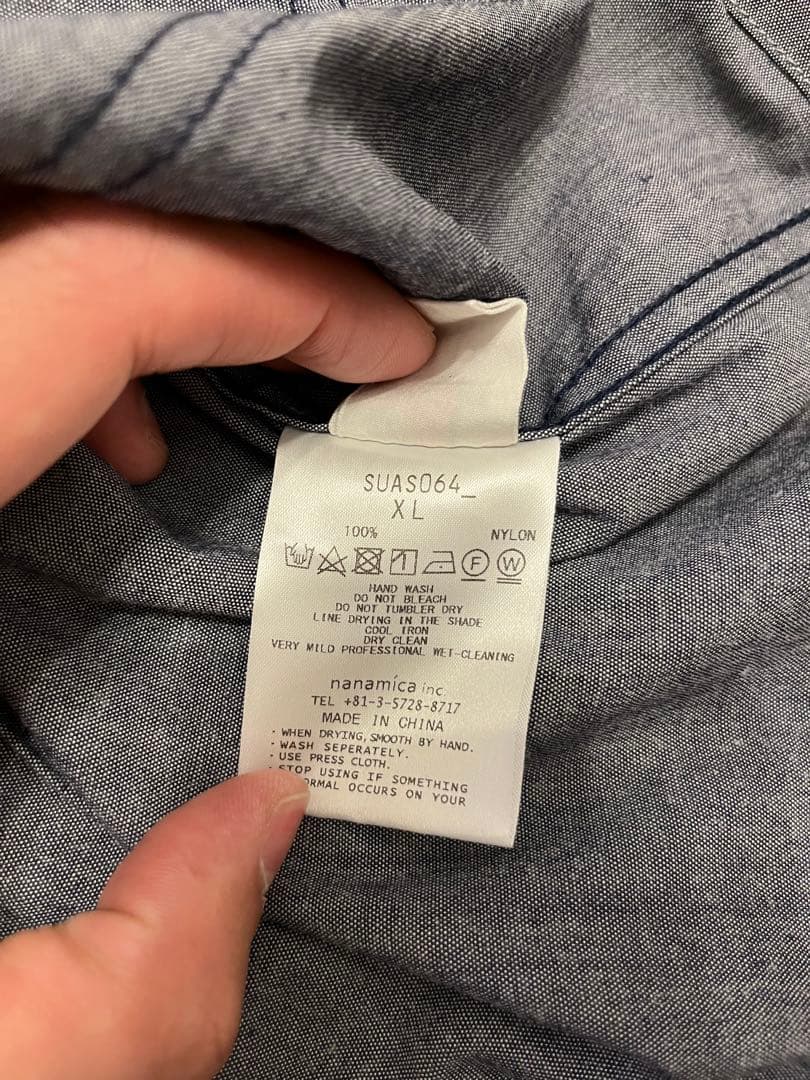 SUAS064_
XL
100% NYLON
F W
HAND WASH
DO NOT BLEACH
DO NOT TUMBLER DRY
LINE DRYING IN THE SHADE
COOL IRON
DRY CLEAN
VERY MILD PROFESSIONAL WET-CLEANING
nanamica inc.
TEL +81-3-5728-8717
MADE IN CHINA
・WHEN DRYING, SMOOTH BY HAND.
・WASH SEPERATELY.
・USE PRESS CLOTH.
・STOP USING IF SOMETHING
OCCURS ON YOUR